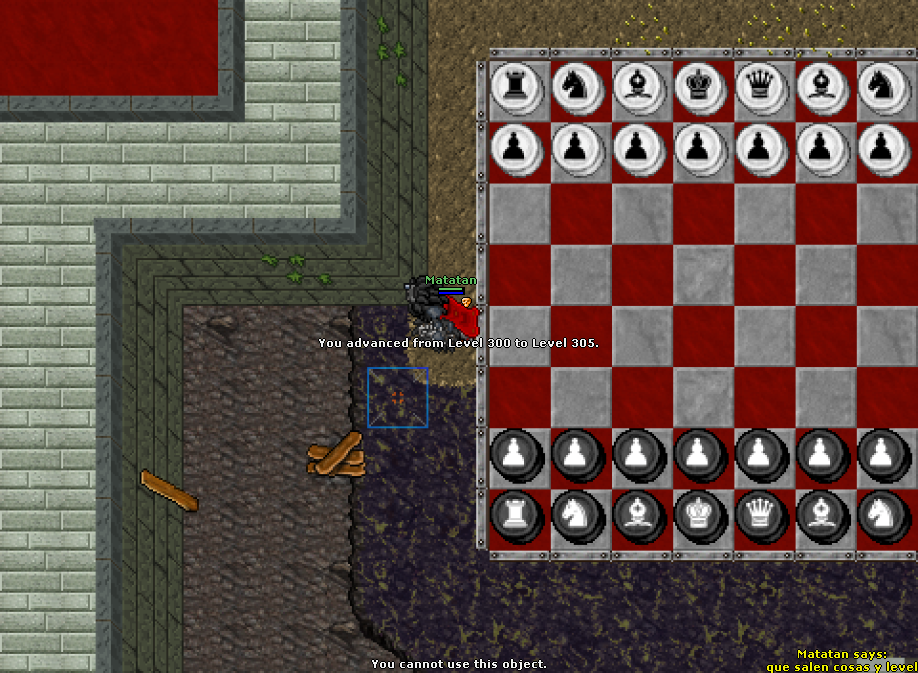 Matatan
You advanced from Level 300 to Level 305.
You cannot use this object.
Matatan says:
que salen cosas y level